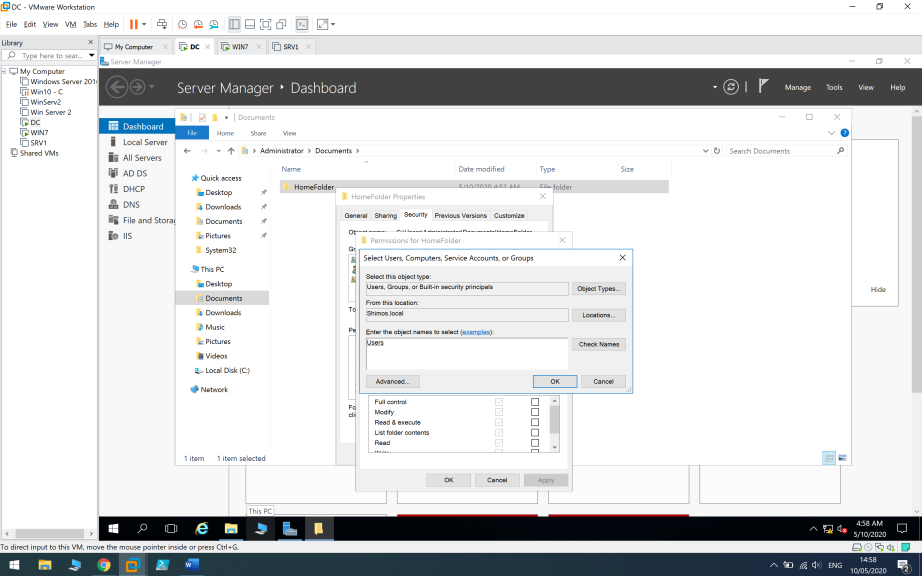 DC - VMware Workstation
File Edit View VM Tabs Help
Library
Type here to sear...
My Computer
Windows Server 201
Win10 - C
WinServ2
Win Server 2
DC
WIN7
SRV1
Shared VMs
My Computer
DC
WIN7
SRV1
Server Manager
Server Manager • Dashboard
Manage Tools View Help
Dashboard
Local Server
All Servers
AD DS
DHCP
DNS
File and Storag
IIS
Documents
File Home Share View
Administrator > Documents >
Search Documents
Name Date modified Type Size
HomeFolder 5/10/2020 4:52 AM File folder
Quick access
Desktop
Downloads
Documents
Pictures
System32
This PC
Desktop
Documents
Downloads
Music
Pictures
Videos
Local Disk (C:)
Network
1 item 1 item selected
HomeFolder Properties
General Sharing Security Previous Versions Customize
Permissions for HomeFolder
Select Users, Computers, Service Accounts, or Groups
Select this object type:
Users, Groups, or Built-in security principals
Object Types...
From this location:
Shimos.local
Locations...
Enter the object names to select (examples):
Users
Check Names
Advanced...
OK
Cancel
Full control
Modify
Read & execute
List folder contents
Read
OK
Cancel
Apply
Hide
This PC
4:58 AM
5/10/2020
To direct input to this VM, move the mouse pointer inside or press Ctrl+G.
ENG
14:58
10/05/2020
2